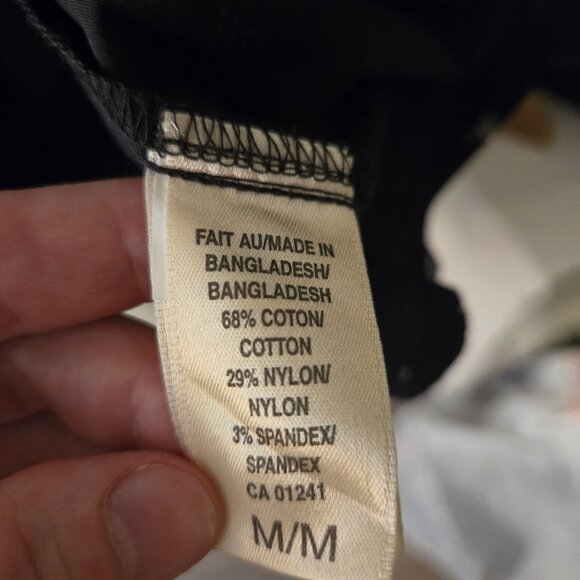 FAIT AU/MADE IN
BANGLADESH/
BANGLADESH
68% COTON/
COTTON
29% NYLON/
NYLON
3% SPANDEX/
SPANDEX
CA 01241
M/M